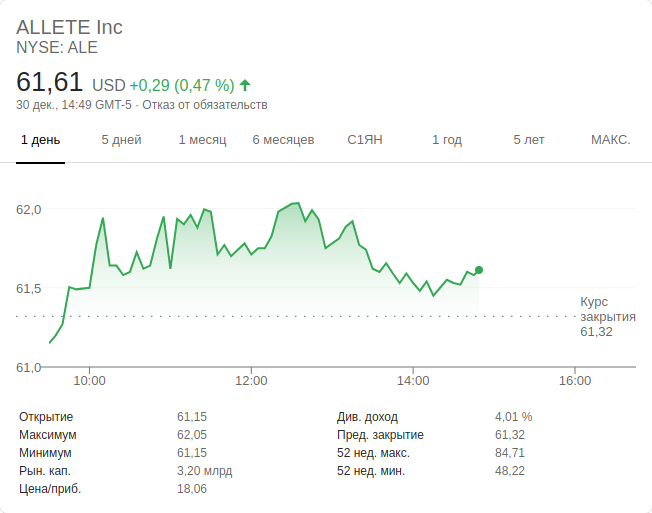 ALLETE Inc
NYSE: ALE
61,61 USD +0,29 (0,47 %)
30 дек., 14:49 GMT-5 · Отказ от обязательств
1 день 5 дней 1 месяц 6 месяцев С1ЯН 1 год 5 лет МАКС.
62,0
61,5
Курс
закрытия
61,32
61,0
10:00 12:00 14:00 16:00
Открытие 61,15 Див. доход 4,01 %
Максимум 62,05 Пред. закрытие 61,32
Минимум 61,15 52 нед. макс. 84,71
Рын. кап. 3,20 млрд 52 нед. мин. 48,22
Цена/приб. 18,06